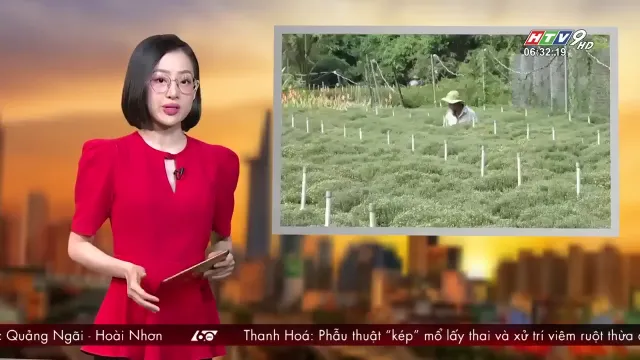 HTV9 HD
06:32:19
c Quảng Ngãi - Hoài Nhơn 60 Thanh Hoá: Phẫu thuật “kép” mổ lấy thai và xử trí viêm ruột thừa